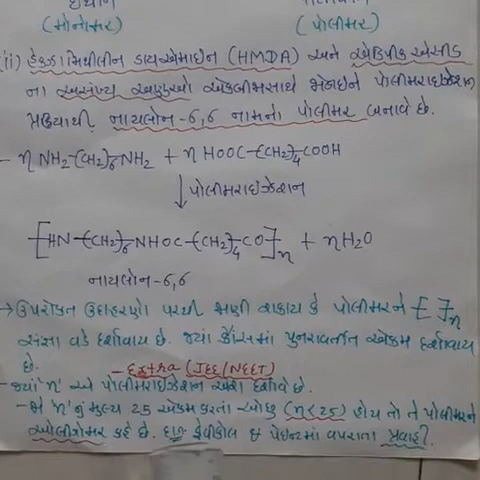 (મોનોમર) (પોલીમર)
(ii) હેકઝામિથીલીન ડાયએમાઇન (HMDA) અને એડિપીક એસીડ
ના અસંખ્ય અણુઓ એકબીજાસાથે જોડાઇને પોલીમરાઇઝેશન
પ્રક્રિયાથી નાયલોન-6,6 નામનો પોલીમર બનાવે છે.
- n NH2-(CH2)6-NH2 + n HOOC-(CH2)4-COOH
↓ પોલીમરાઇઝેશન
[HN-(CH2)6-NHOC-(CH2)4-CO]n + nH2O
નાયલોન-6,6
→ ઉપરોક્ત ઉદાહરણો પરથી જાણી શકાય કે પોલીમરને -[ ]n
સંજ્ઞા વડે દર્શાવાય છે. જ્યાં કૌંસમાં પુનરાવર્તીત એકમ દર્શાવાય
છે. - Extra (JEE/NEET)
- જ્યાં 'n' એ પોલીમરાઇઝેશન અંશ દર્શાવે છે.
- જો 'n' નું મુલ્ય 25 એકમ કરતા ઓછુ (n<25) હોય તો તે પોલીમરને
ઓલીગોમર કહે છે. દા.ત. ફેવીકોલ કે પેઇન્ટમાં વપરાતા પ્રવાહી.